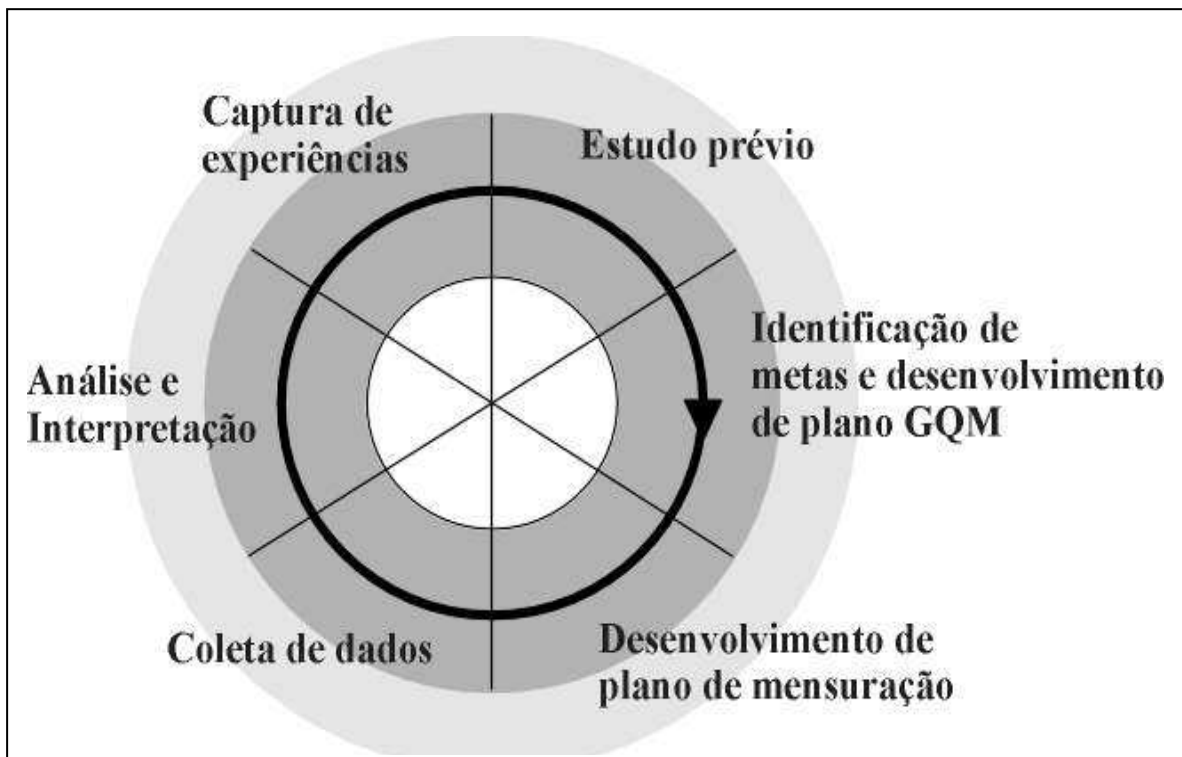 Captura de
experiências
Estudo prévio
Identificação de
metas e desenvolvimento
de plano GQM
Desenvolvimento de
plano de mensuração
Coleta de dados
Análise e
Interpretação